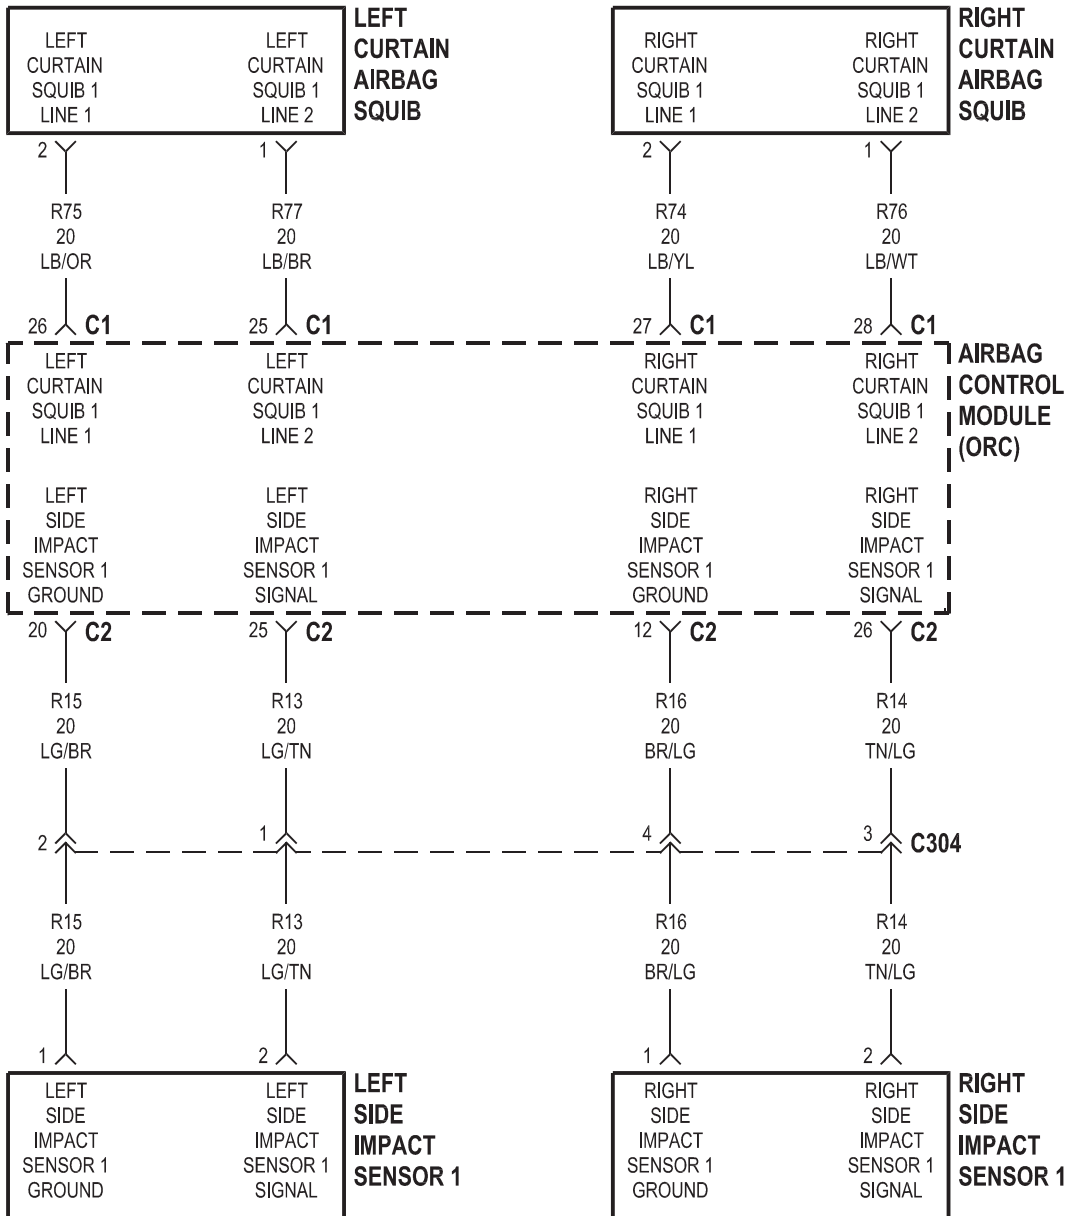 LEFT
CURTAIN
SQUIB 1
LINE 1
LEFT
CURTAIN
SQUIB 1
LINE 2
LEFT
CURTAIN
AIRBAG
SQUIB
RIGHT
CURTAIN
SQUIB 1
LINE 1
RIGHT
CURTAIN
SQUIB 1
LINE 2
RIGHT
CURTAIN
AIRBAG
SQUIB
2
1
2
1
R75
20
LB/OR
R77
20
LB/BR
R74
20
LB/YL
R76
20
LB/WT
26 C1
25 C1
27 C1
28 C1
LEFT
CURTAIN
SQUIB 1
LINE 1
LEFT
CURTAIN
SQUIB 1
LINE 2
RIGHT
CURTAIN
SQUIB 1
LINE 1
RIGHT
CURTAIN
SQUIB 1
LINE 2
AIRBAG
CONTROL
MODULE
(ORC)
LEFT
SIDE
IMPACT
SENSOR 1
GROUND
LEFT
SIDE
IMPACT
SENSOR 1
SIGNAL
RIGHT
SIDE
IMPACT
SENSOR 1
GROUND
RIGHT
SIDE
IMPACT
SENSOR 1
SIGNAL
20 C2
25 C2
12 C2
26 C2
R15
20
LG/BR
R13
20
LG/TN
R16
20
BR/LG
R14
20
TN/LG
2
1
4
3
C304
R15
20
LG/BR
R13
20
LG/TN
R16
20
BR/LG
R14
20
TN/LG
1
2
1
2
LEFT
SIDE
IMPACT
SENSOR 1
GROUND
LEFT
SIDE
IMPACT
SENSOR 1
SIGNAL
LEFT
SIDE
IMPACT
SENSOR 1
RIGHT
SIDE
IMPACT
SENSOR 1
GROUND
RIGHT
SIDE
IMPACT
SENSOR 1
SIGNAL
RIGHT
SIDE
IMPACT
SENSOR 1